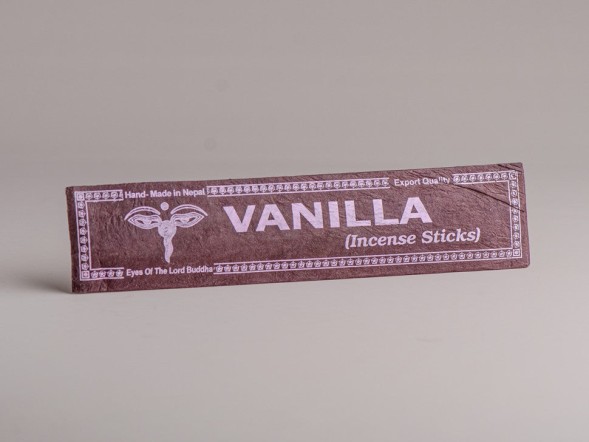 Hand- Made in Nepal
Export Quality
VANILLA
(Incense Sticks)
Eyes Of The Lord Buddha